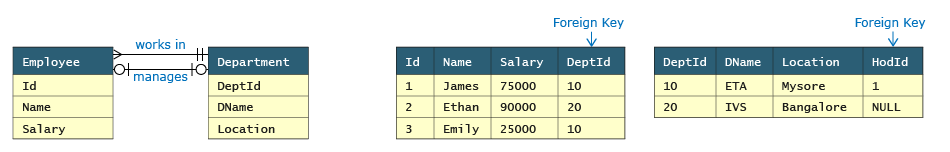 Employee
Id
Name
Salary
works in
manages
Department
DeptId
DName
Location
Foreign Key
Id Name Salary DeptId
1 James 75000 10
2 Ethan 90000 20
3 Emily 25000 10
Foreign Key
DeptId DName Location HodId
10 ETA Mysore 1
20 IVS Bangalore NULL